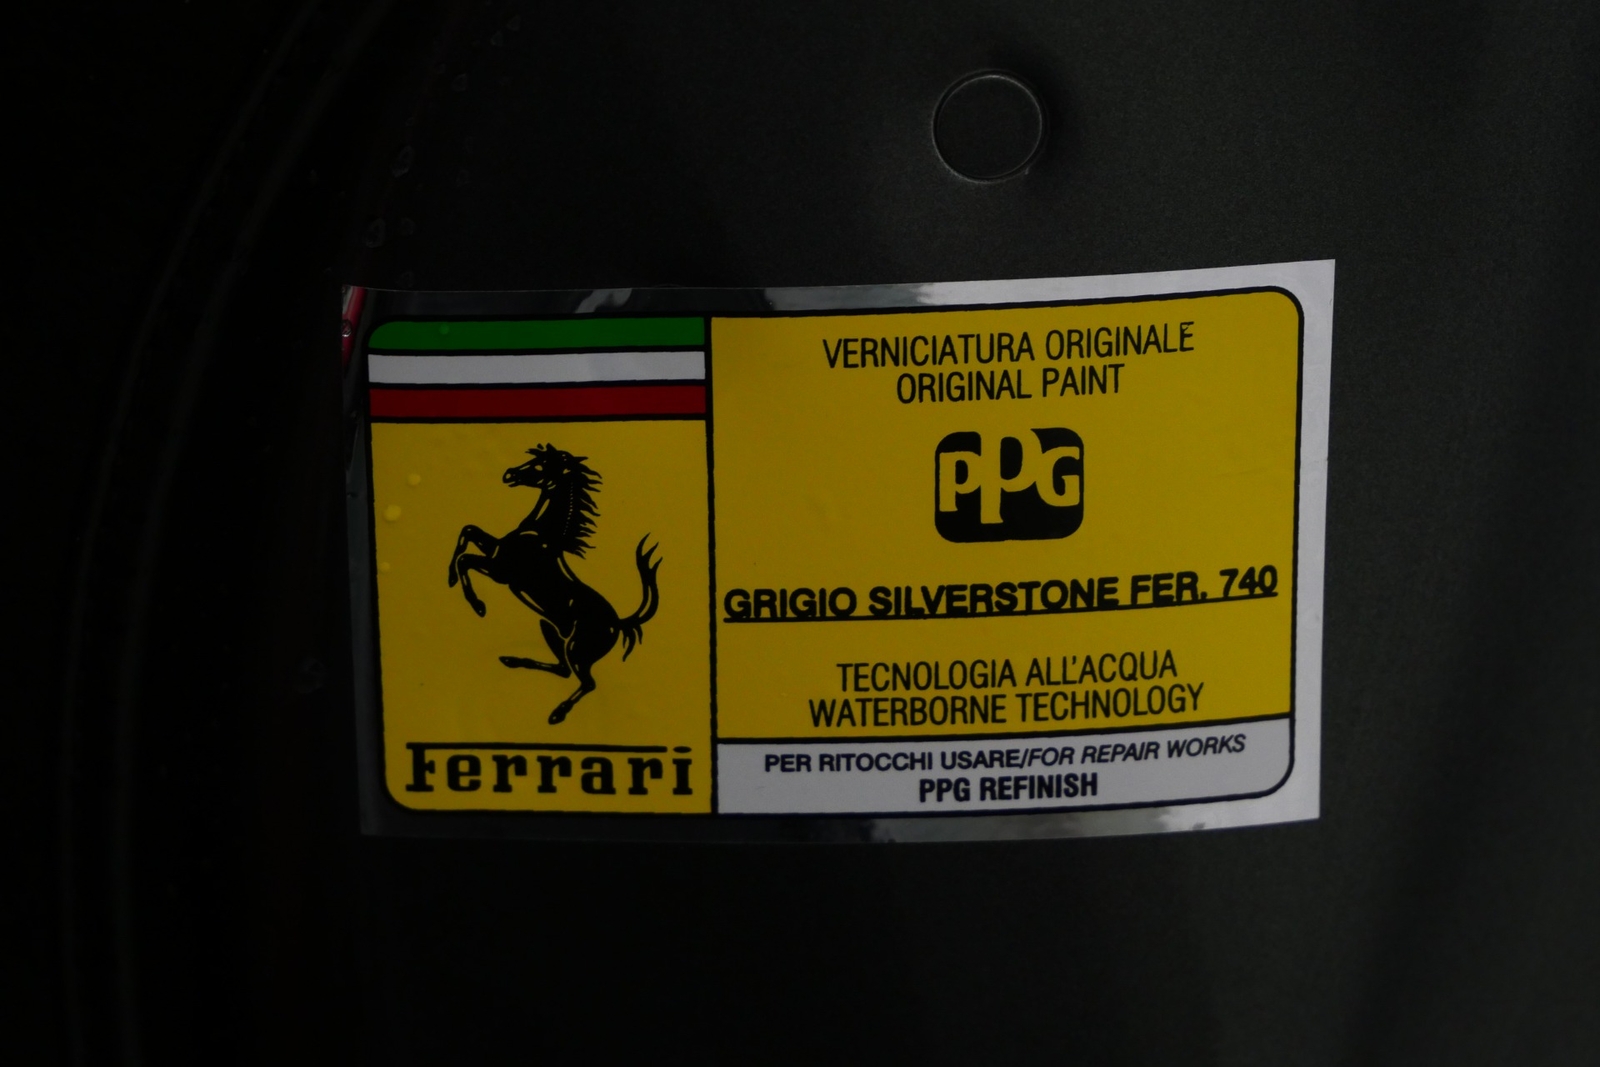 Ferrari
VERNICIATURA ORIGINALE
ORIGINAL PAINT
PPG
GRIGIO SILVERSTONE FER. 740
TECNOLOGIA ALL'ACQUA
WATERBORNE TECHNOLOGY
PER RITOCCHI USARE/FOR REPAIR WORKS
PPG REFINISH